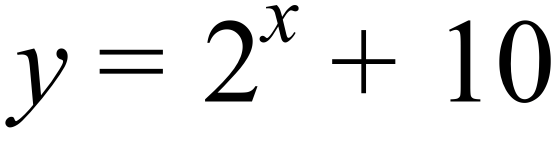 y = 2^x + 10